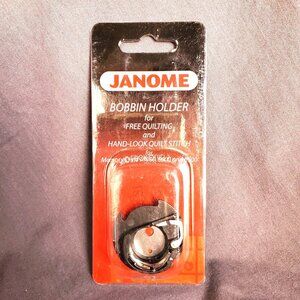 JANOME
BOBBIN HOLDER
for
FREE QUILTING
and
HAND-LOOK QUILT STITCH